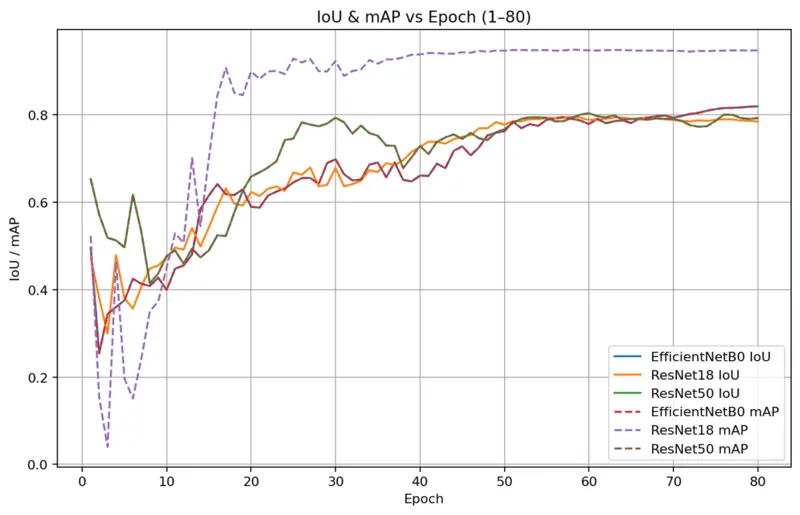 IoU & mAP vs Epoch (1–80)
IoU / mAP
0.8
0.6
0.4
0.2
0.0
0 10 20 30 40 50 60 70 80
Epoch
EfficientNetB0 IoU
ResNet18 IoU
ResNet50 IoU
EfficientNetB0 mAP
ResNet18 mAP
ResNet50 mAP